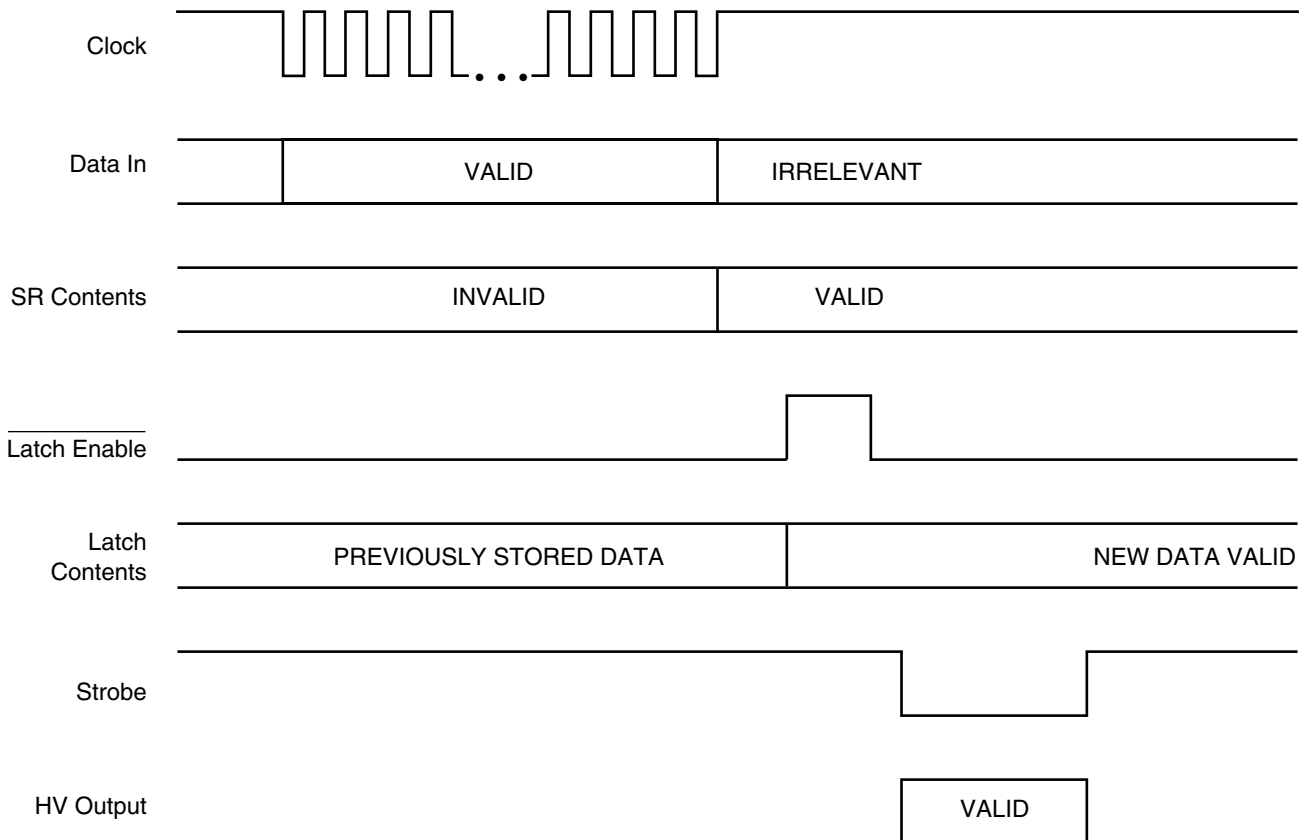 Clock
Data In
VALID
IRRELEVANT
SR Contents
INVALID
VALID
Latch Enable
Latch
Contents
PREVIOUSLY STORED DATA
NEW DATA VALID
Strobe
HV Output
VALID